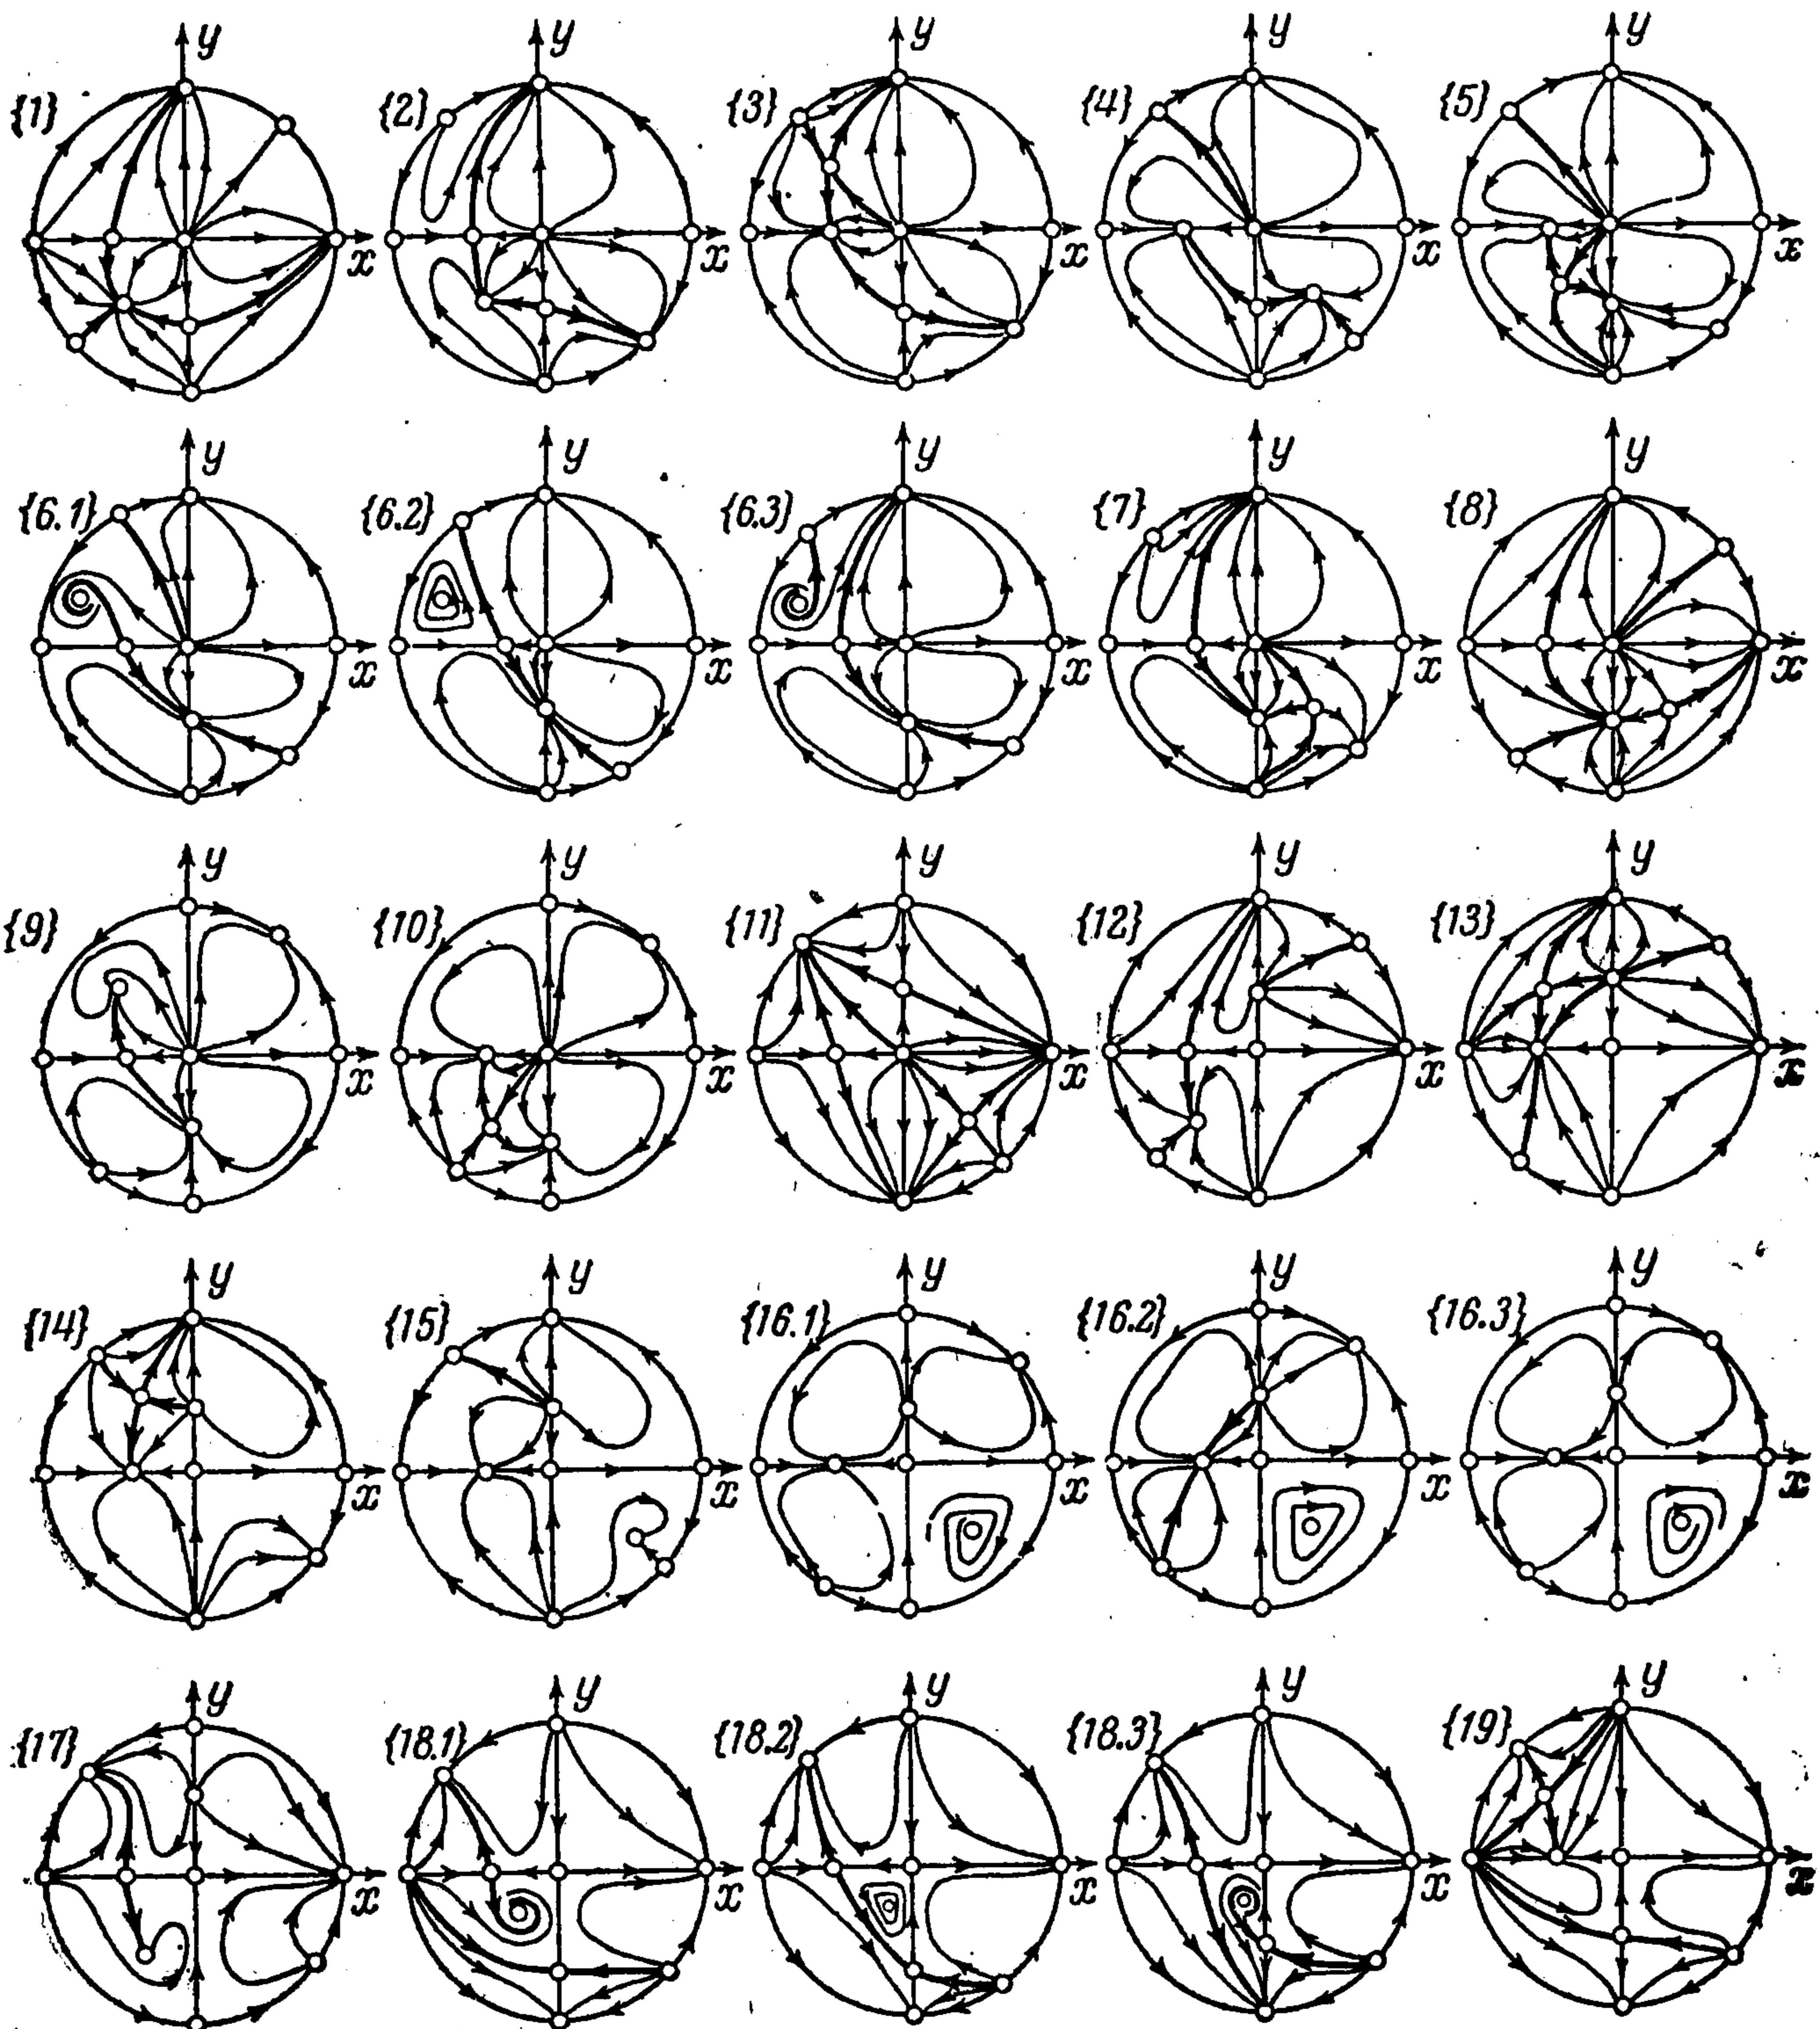 y y y y y
{1} {2} {3} {4} {5}
x x x x x
y y y y y
{6.1} {6.2} {6.3} {7} {8}
x x x x x
y y y y y
{9} {10} {11} {12} {13}
x x x x x
y y y y y
{14} {15} {16.1} {16.2} {16.3}
x x x x x
y y y y y
{17} {18.1} {18.2} {18.3} {19}
x x x x x